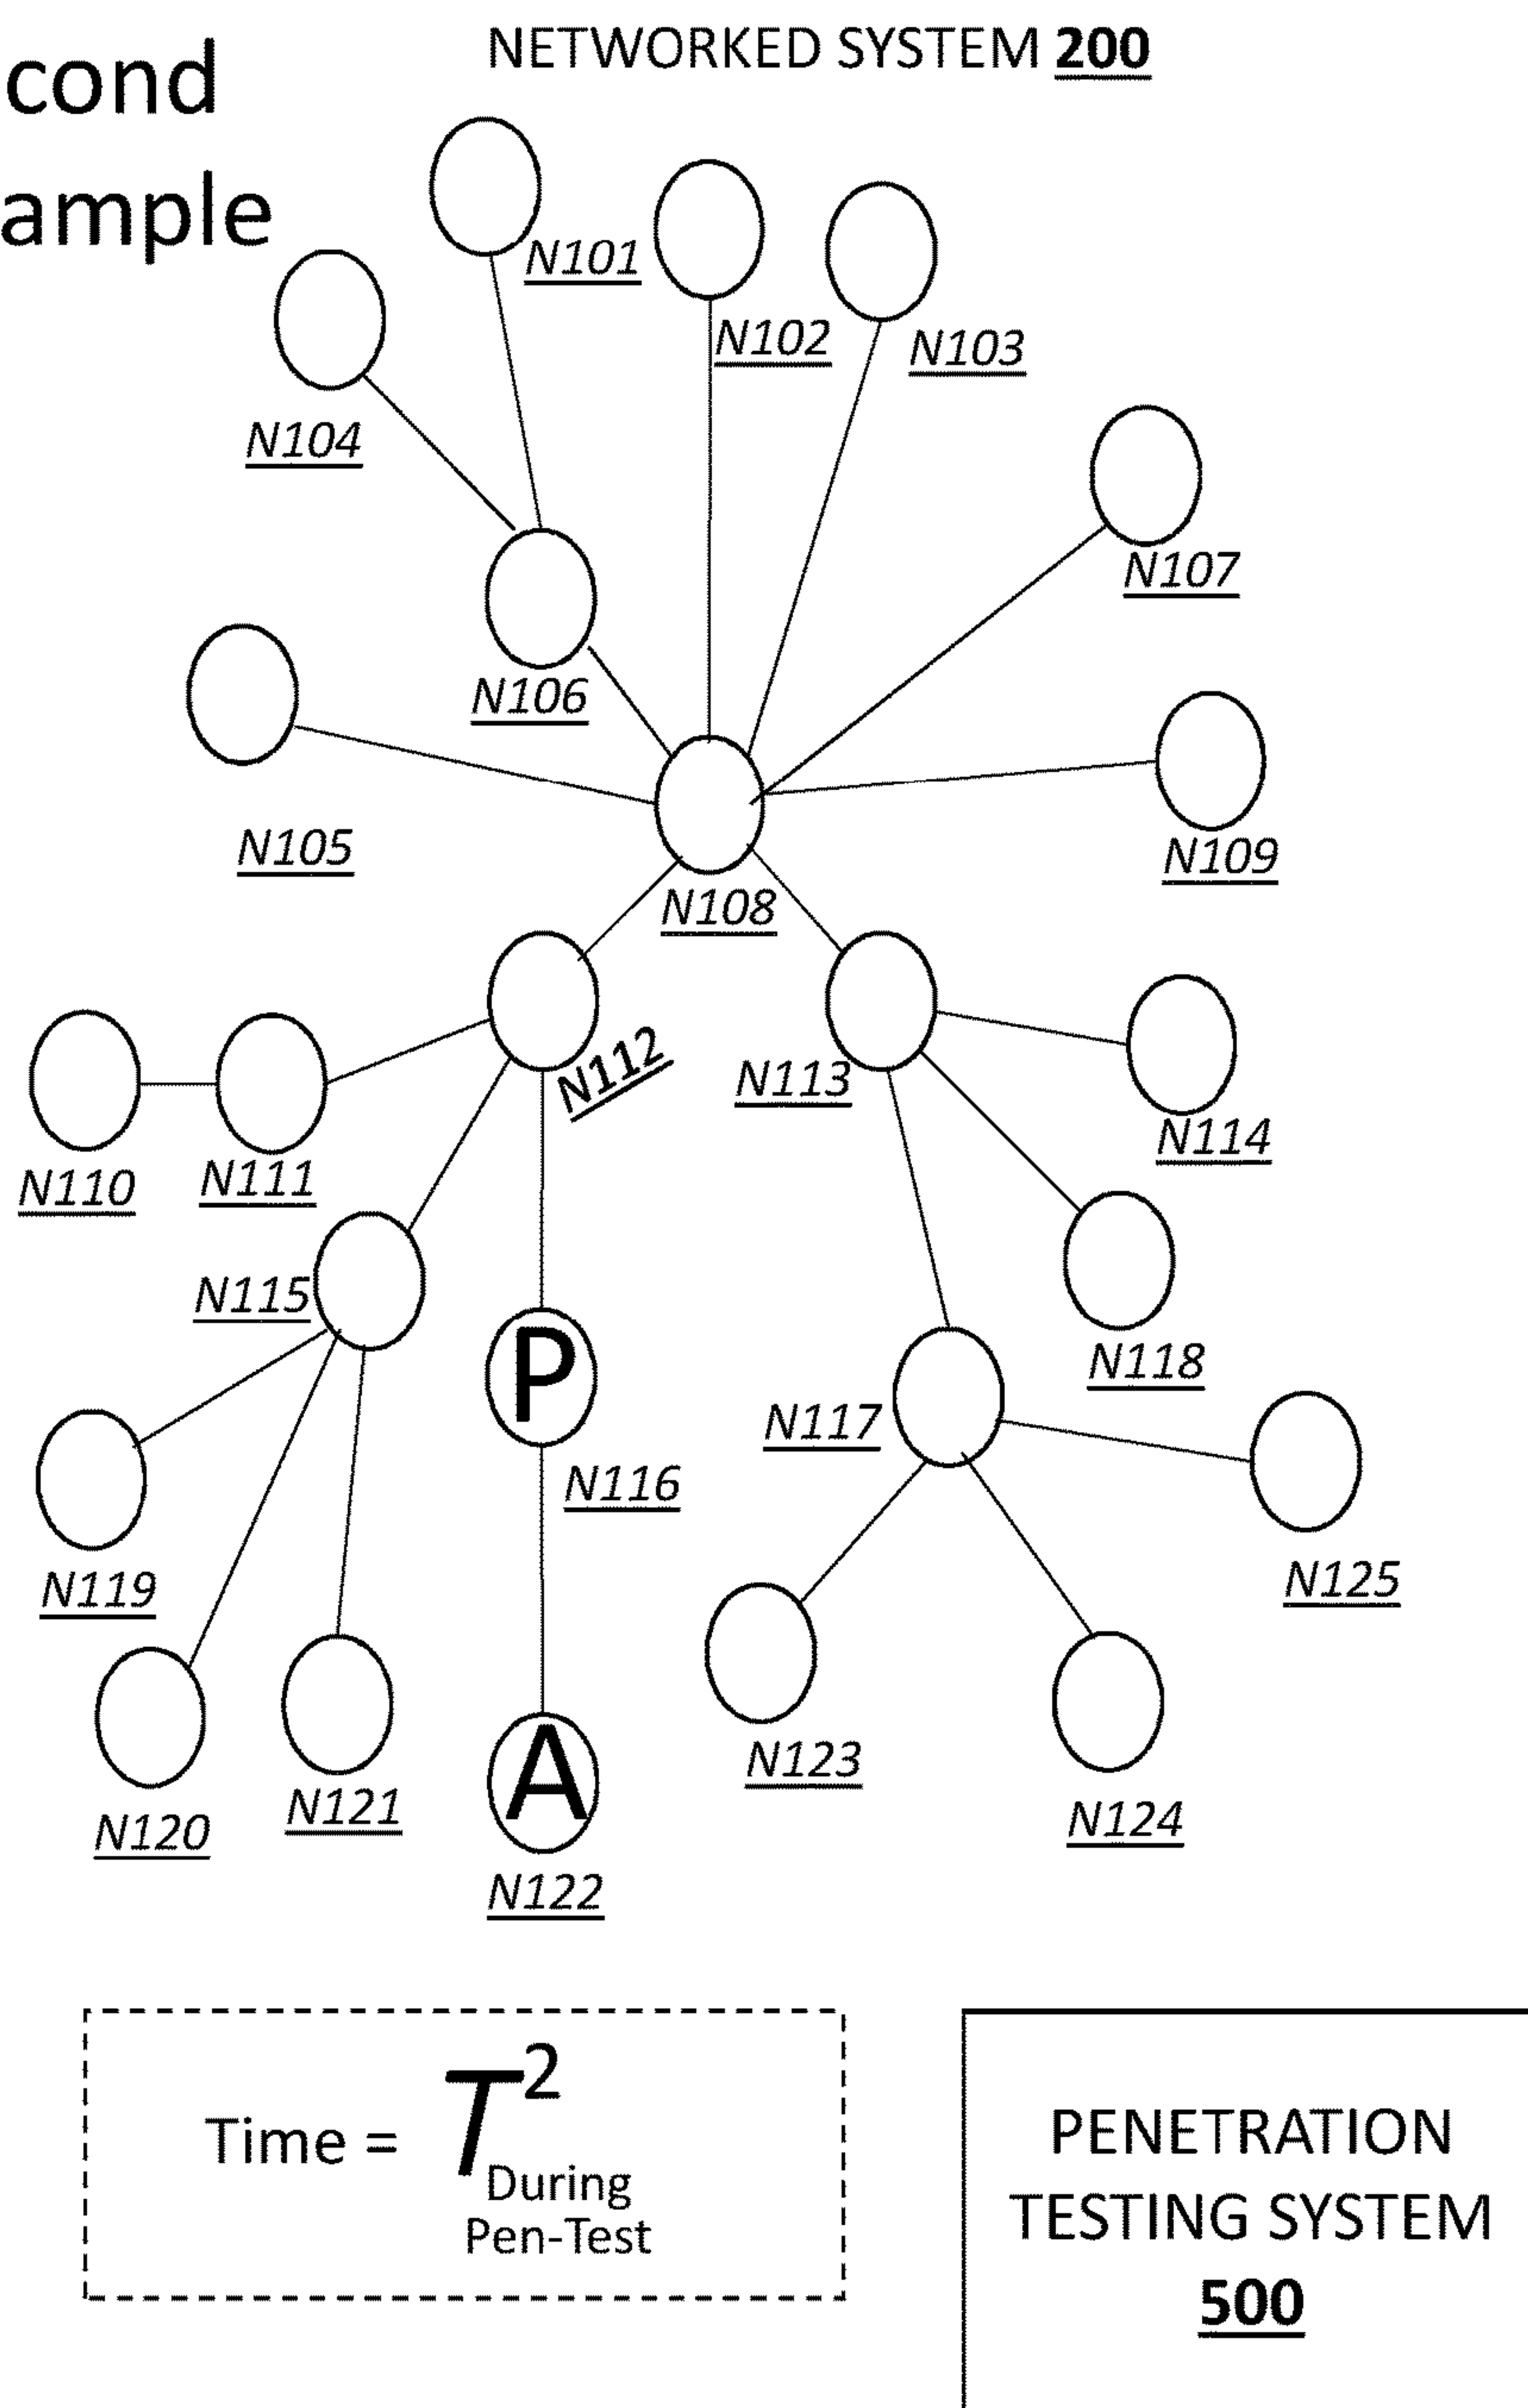 cond
ample
NETWORKED SYSTEM 200
N101
N102
N103
N104
N107
N106
N105
N109
N108
N112
N113
N114
N110
N111
N115
N118
N117
N116
N125
N119
N123
N121
N124
N120
N122
Time = T²
During
Pen-Test
PENETRATION
TESTING SYSTEM
500
P
A